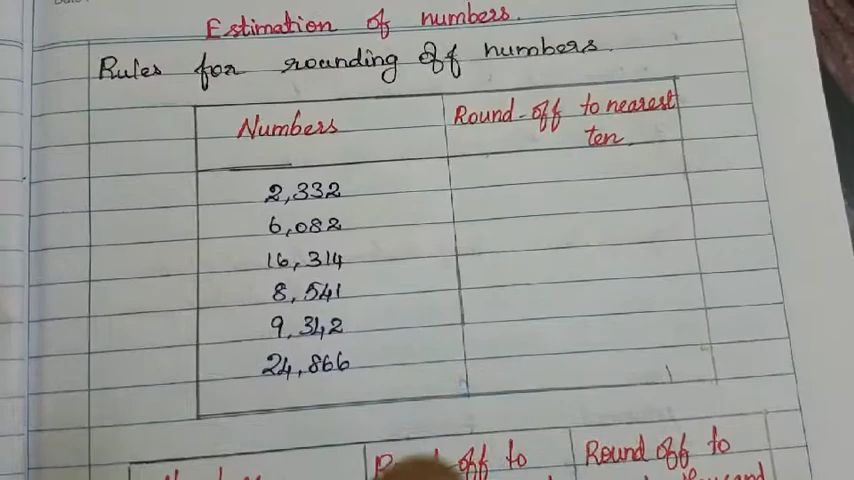 Estimation of numbers.
Rules for rounding off numbers.
Numbers
Round-off to nearest ten
2,332
6,082
16,314
8,541
9,342
24,866
off to
Round off to